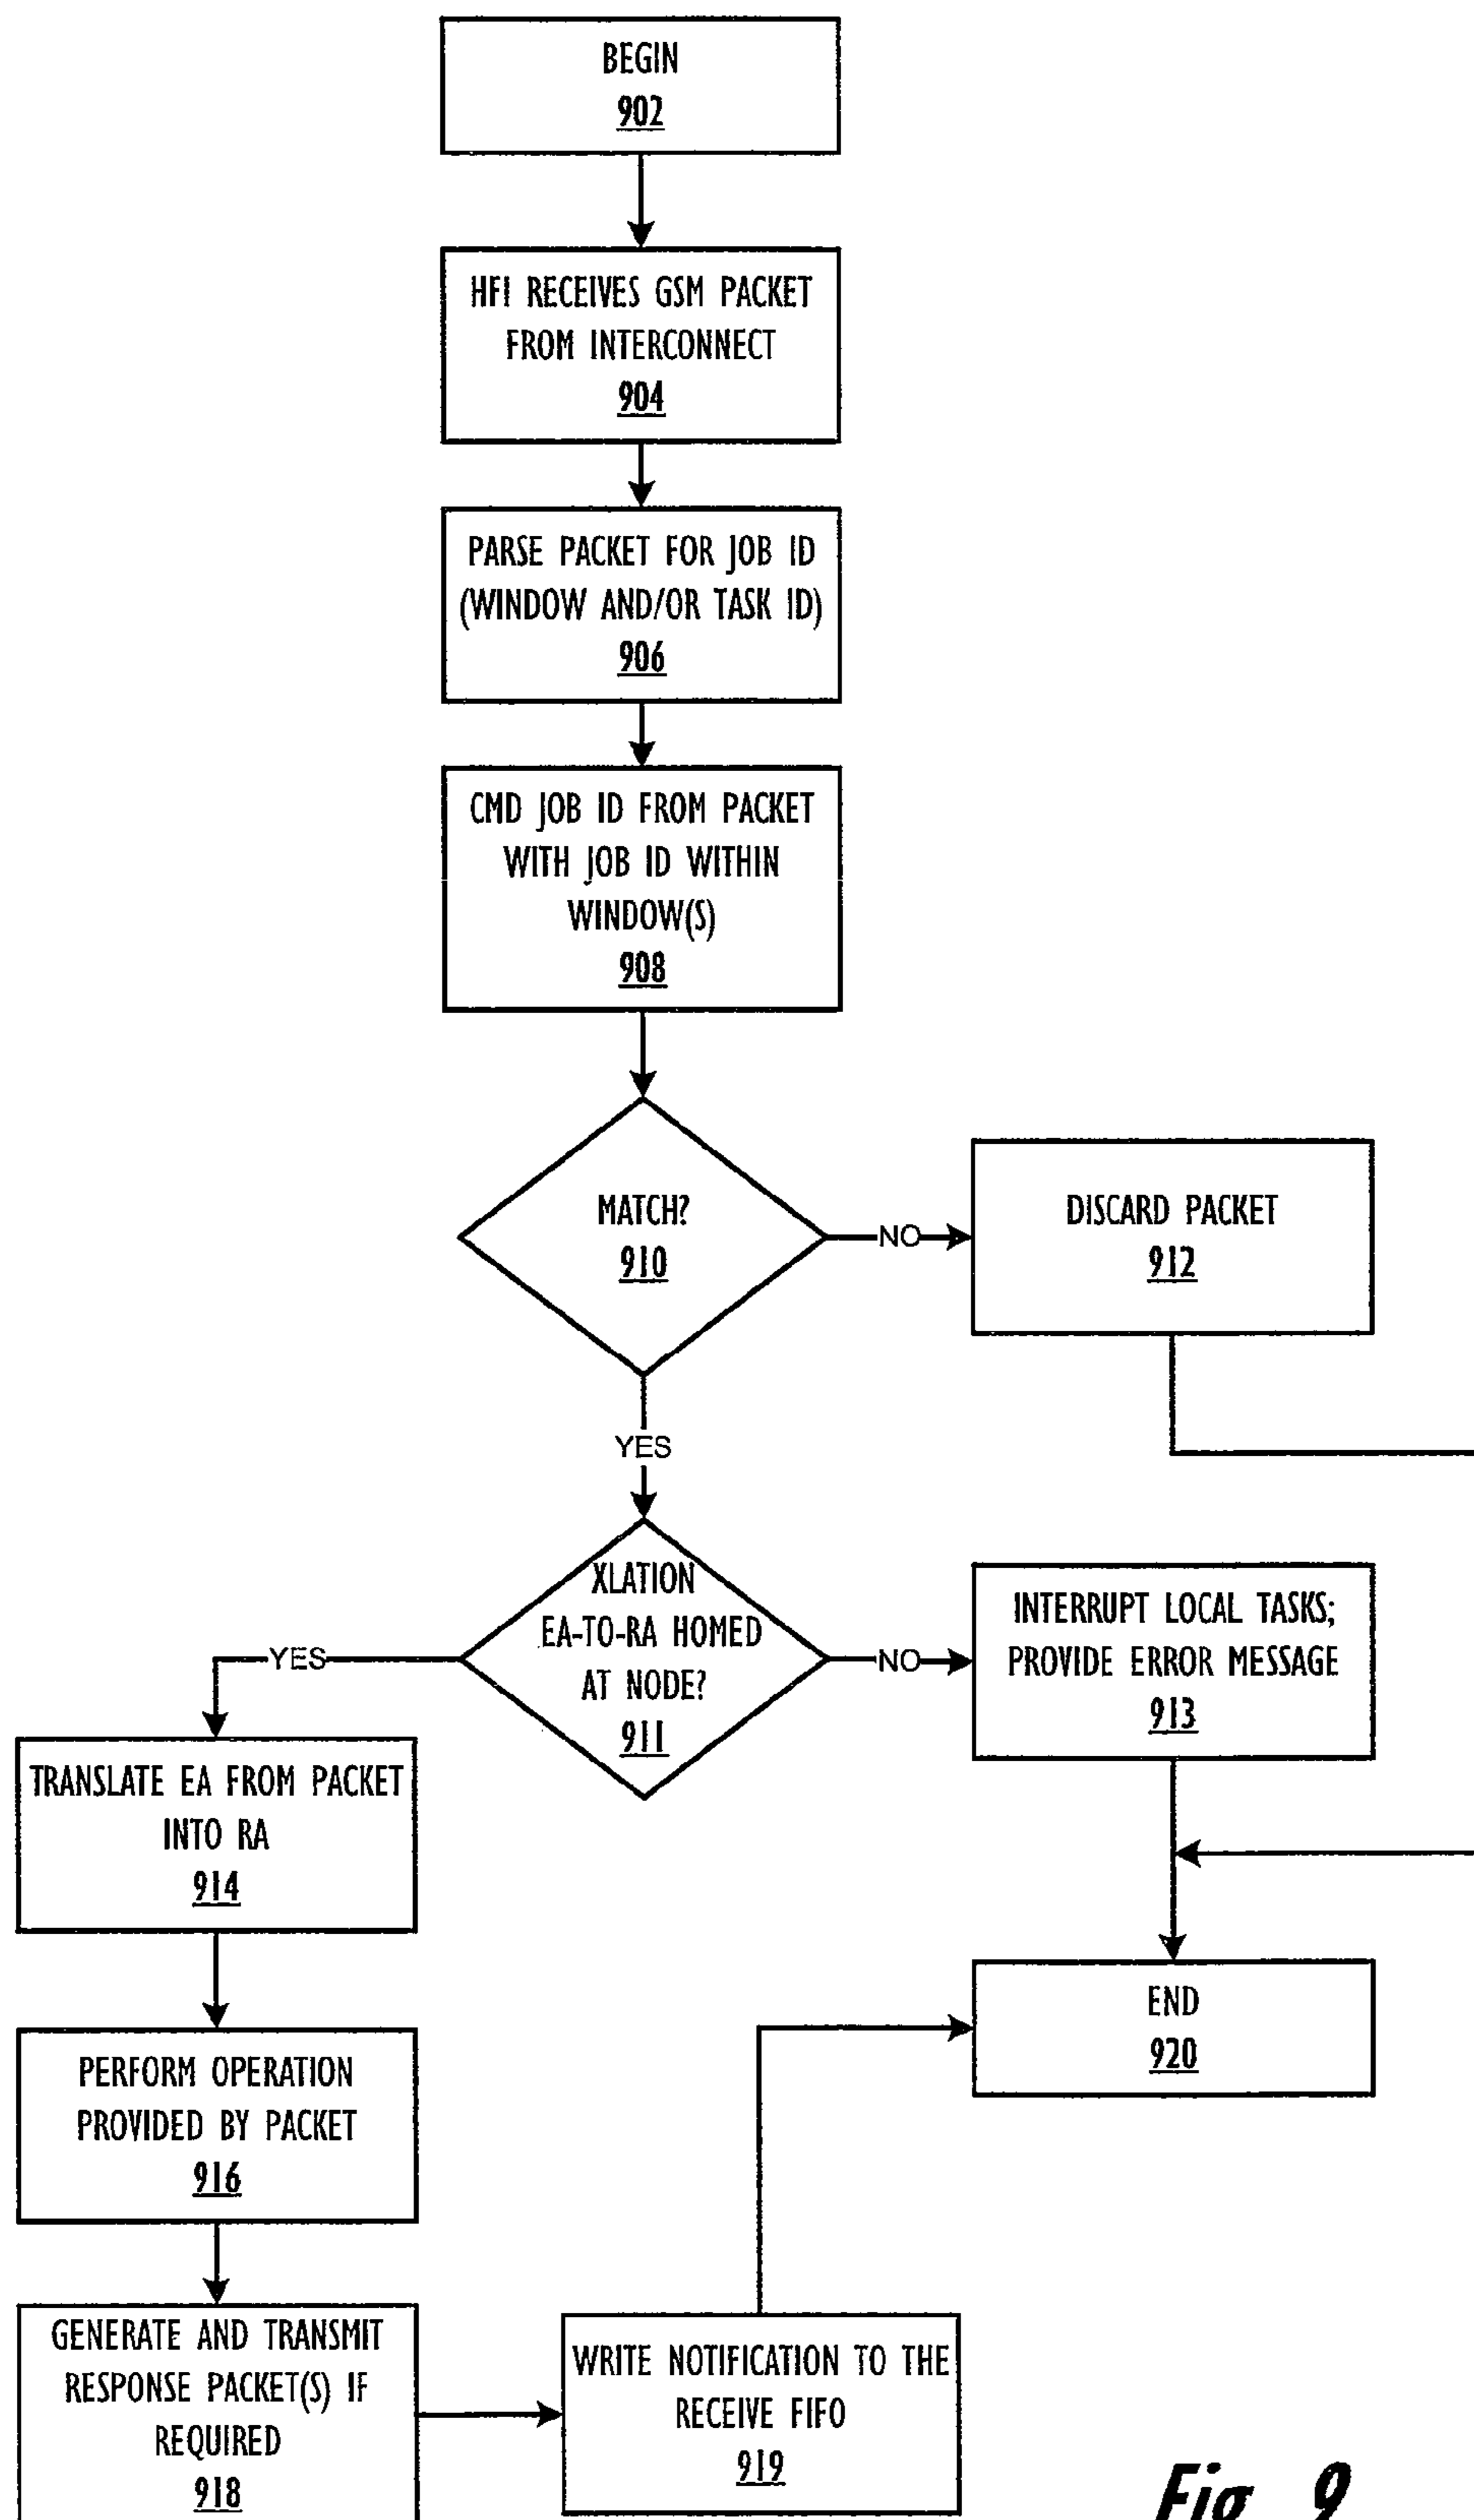 BEGIN
902
HFI RECEIVES GSM PACKET
FROM INTERCONNECT
904
PARSE PACKET FOR JOB ID
(WINDOW AND/OR TASK ID)
906
CMD JOB ID FROM PACKET
WITH JOB ID WITHIN
WINDOW(S)
908
MATCH?
910
NO
DISCARD PACKET
912
YES
XLATION
EA-TO-RA HOMED
AT NODE?
911
NO
INTERRUPT LOCAL TASKS;
PROVIDE ERROR MESSAGE
913
YES
TRANSLATE EA FROM PACKET
INTO RA
914
END
920
PERFORM OPERATION
PROVIDED BY PACKET
916
GENERATE AND TRANSMIT
RESPONSE PACKET(S) IF
REQUIRED
918
WRITE NOTIFICATION TO THE
RECEIVE FIFO
919
Fig. 9